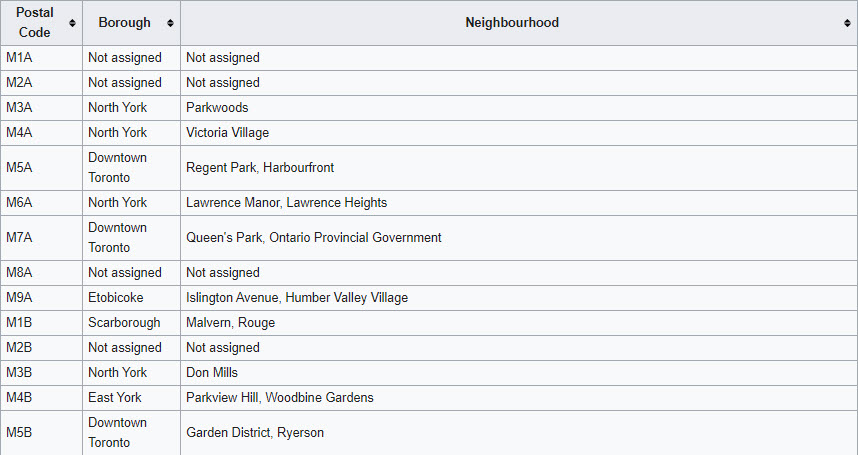 Postal Code Borough Neighbourhood
M1A Not assigned Not assigned
M2A Not assigned Not assigned
M3A North York Parkwoods
M4A North York Victoria Village
M5A Downtown Toronto Regent Park, Harbourfront
M6A North York Lawrence Manor, Lawrence Heights
M7A Downtown Toronto Queen's Park, Ontario Provincial Government
M8A Not assigned Not assigned
M9A Etobicoke Islington Avenue, Humber Valley Village
M1B Scarborough Malvern, Rouge
M2B Not assigned Not assigned
M3B North York Don Mills
M4B East York Parkview Hill, Woodbine Gardens
M5B Downtown Toronto Garden District, Ryerson